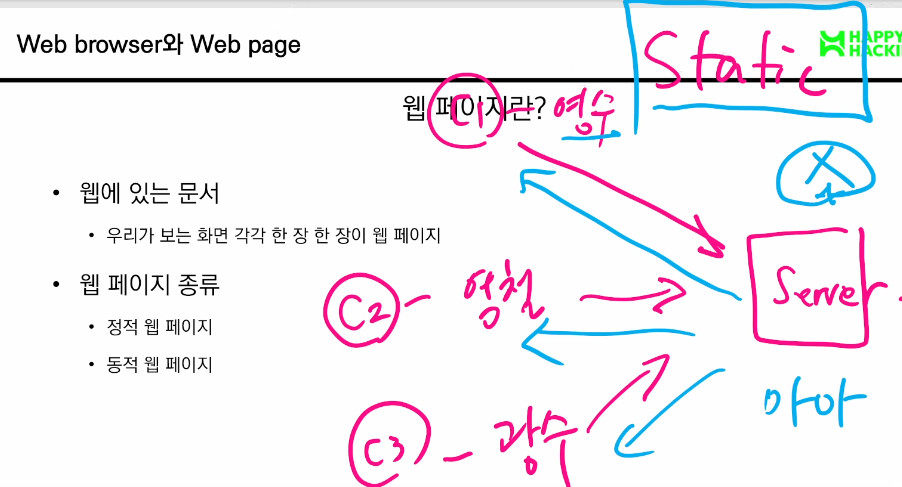 Web browser와 Web page
HAPPY
HACKI
Static
웹 페이지란?
C1 - 영수
웹에 있는 문서
우리가 보는 화면 각각 한 장 한 장이 웹 페이지
웹 페이지 종류
정적 웹 페이지
동적 웹 페이지
C2 - 영철
Server
C3 - 광수
아아